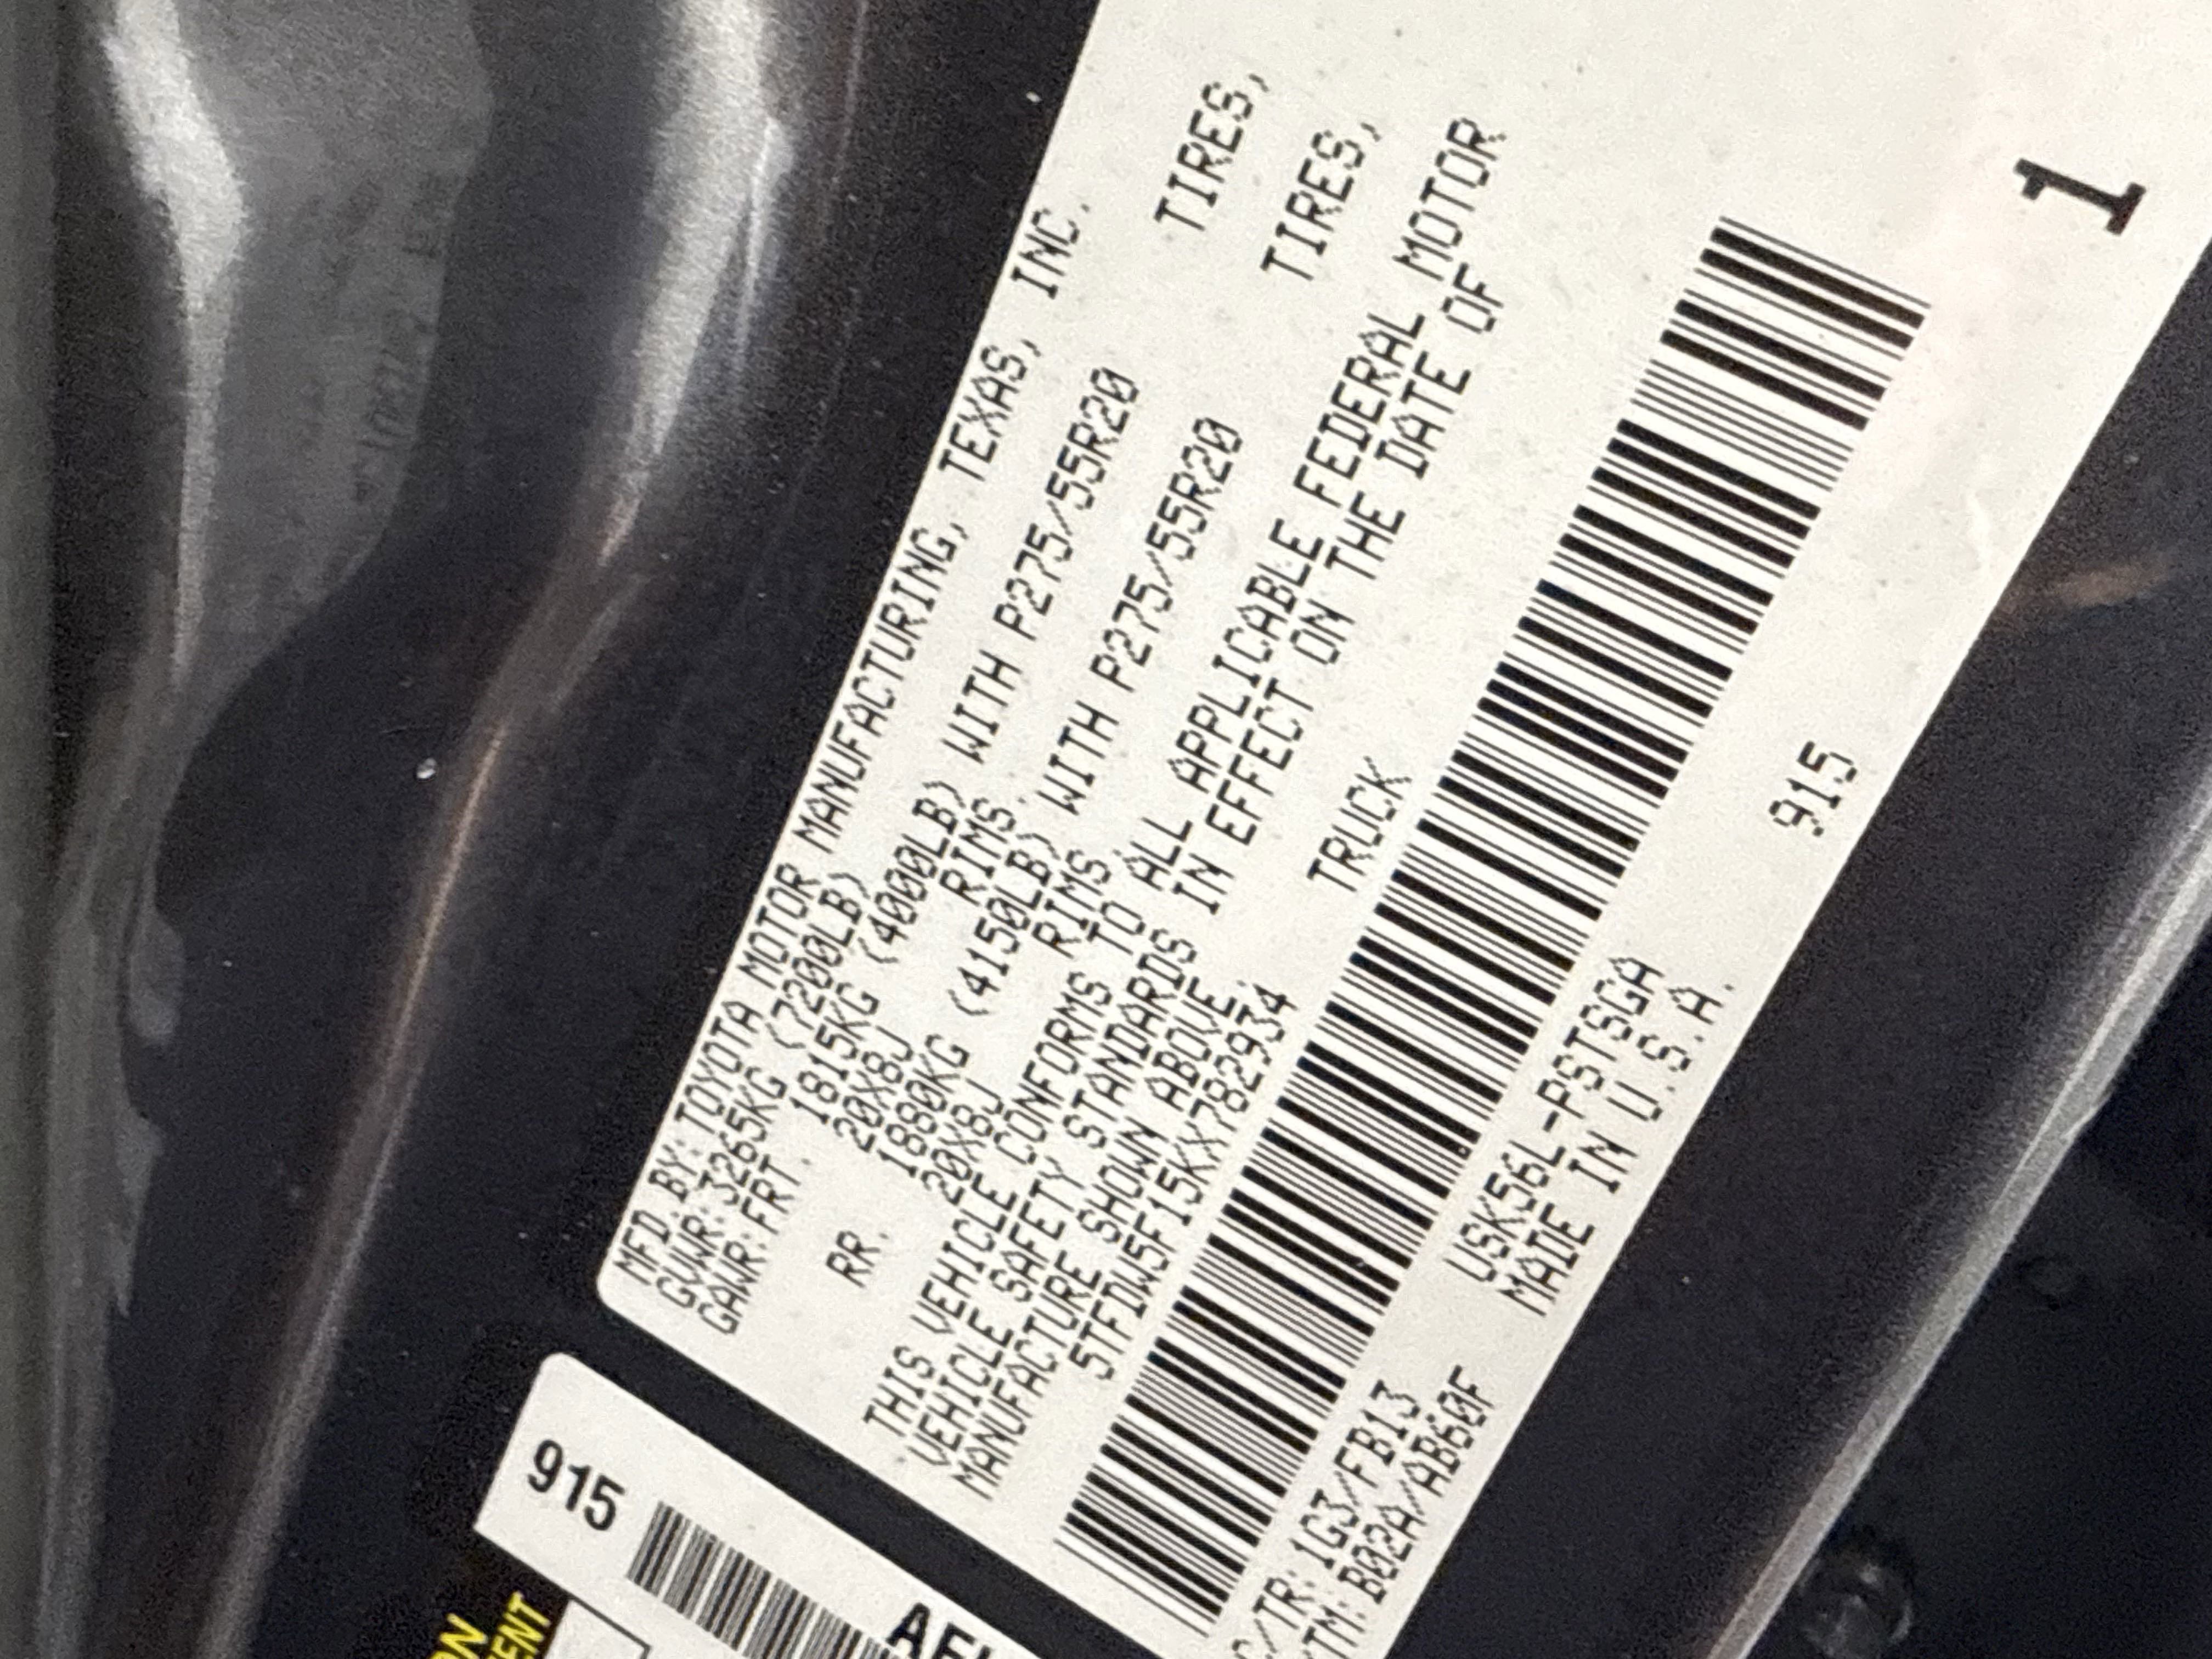 MFD. BY: TOYOTA MOTOR MANUFACTURING, TEXAS, INC.
GVWR: 3265KG (7200LB)
GAWR: FRT. 1815KG (4000LB) WITH P275/55R20 TIRES,
20X8J RIMS
RR. 1880KG (4150LB) WITH P275/55R20 TIRES,
20X8J RIMS
THIS VEHICLE CONFORMS TO ALL APPLICABLE FEDERAL MOTOR
VEHICLE SAFETY STANDARDS IN EFFECT ON THE DATE OF
MANUFACTURE SHOWN ABOVE.
5TFDW5F15KX782934 TRUCK
C/TR: 1G3/FB13 USK56L-PSTSGA 915
TM: B02A/AB60F MADE IN U.S.A.
1
915